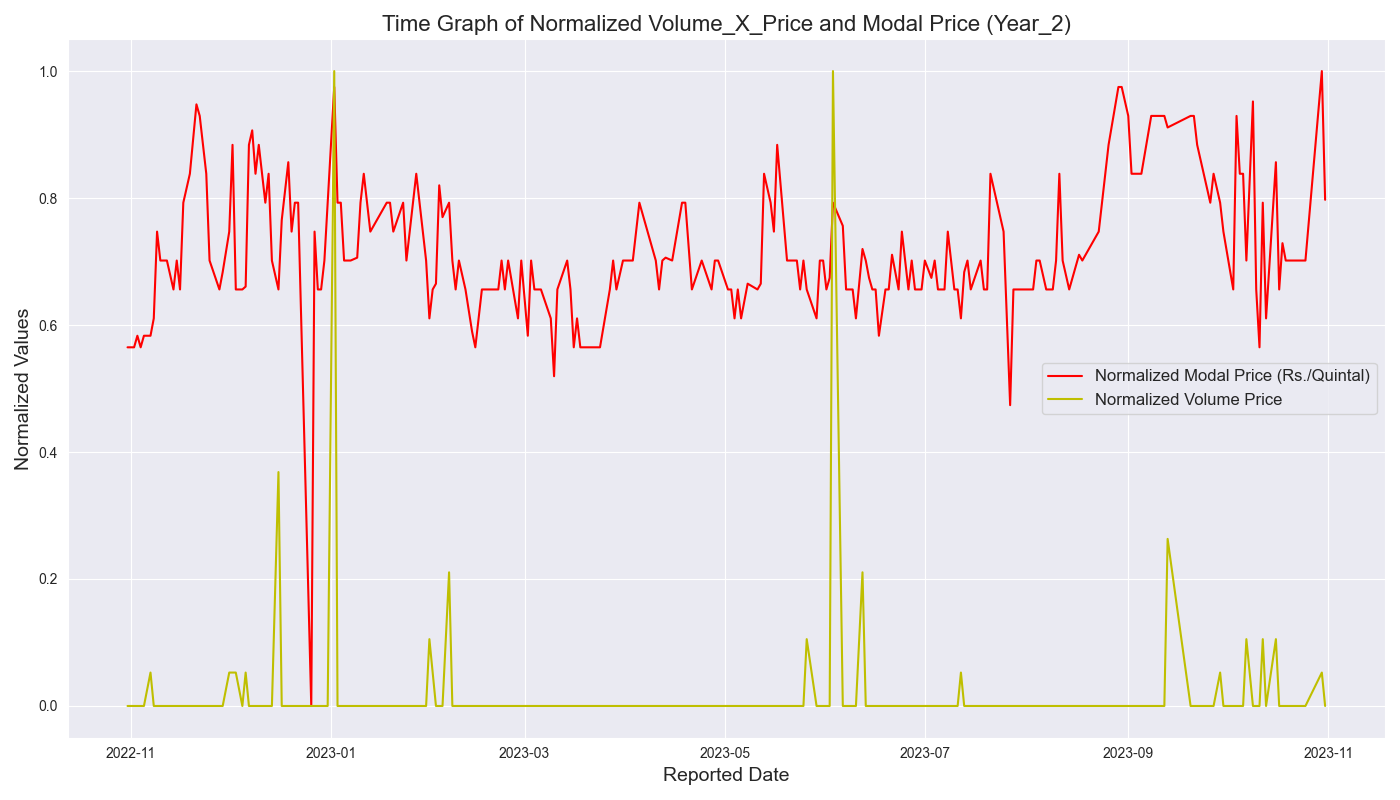 Time Graph of Normalized Volume_X_Price and Modal Price (Year_2)
1.0
0.8
0.6
0.4
0.2
0.0
Normalized Values
Normalized Modal Price (Rs./Quintal)
Normalized Volume Price
2022-11
2023-01
2023-03
2023-05
2023-07
2023-09
2023-11
Reported Date